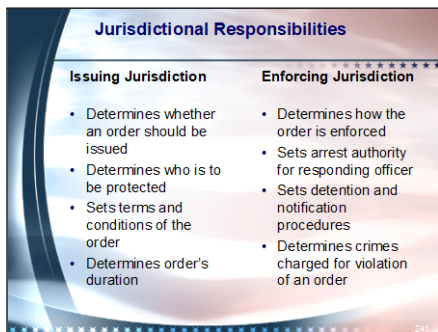 Jurisdictional Responsibilities
Issuing Jurisdiction
• Determines whether
an order should be
issued
• Determines who is to
be protected
• Sets terms and
conditions of the
order
• Determines order's
duration
Enforcing Jurisdiction
• Determines how the
order is enforced
• Sets arrest authority
for responding officer
• Sets detention and
notification
procedures
• Determines crimes
charged for violation
of an order